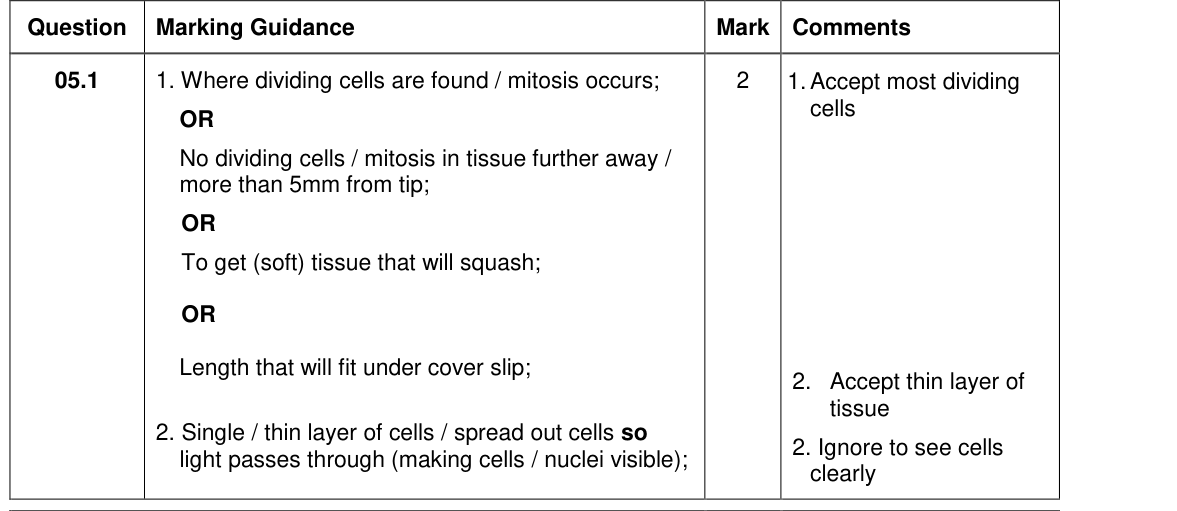 Question Marking Guidance Mark Comments
05.1 1. Where dividing cells are found / mitosis occurs; 2 1. Accept most dividing
cells
OR
No dividing cells / mitosis in tissue further away /
more than 5mm from tip;
OR
To get (soft) tissue that will squash;
OR
Length that will fit under cover slip;
2. Accept thin layer of
tissue
2. Single / thin layer of cells / spread out cells so
light passes through (making cells / nuclei visible);
2. Ignore to see cells
clearly